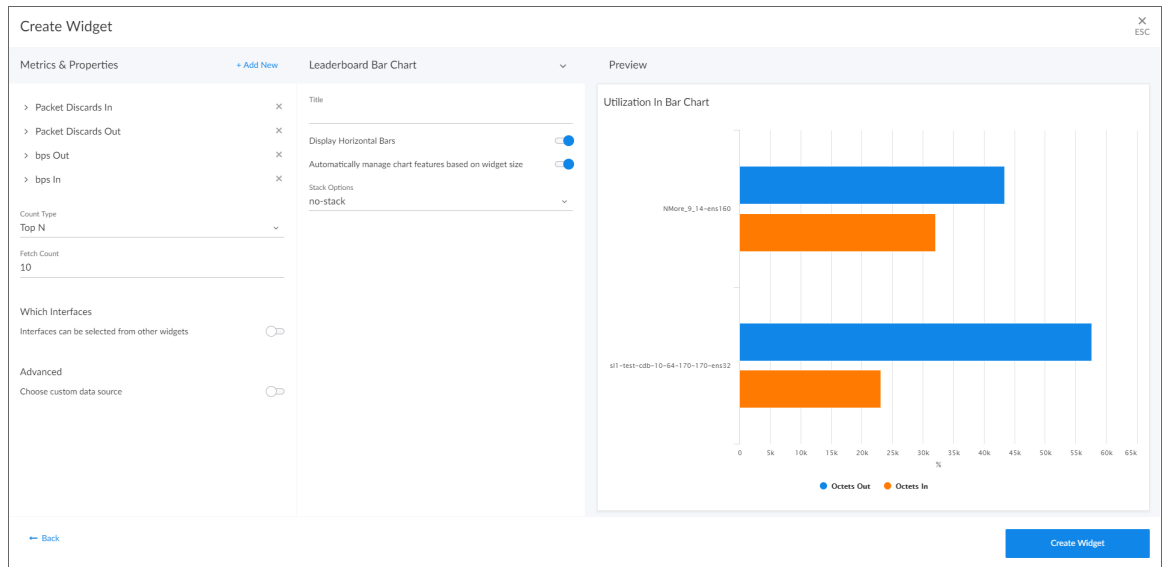 Create Widget
ESC
Metrics & Properties
+ Add New
Leaderboard Bar Chart
Preview
Packet Discards In
Packet Discards Out
bps Out
bps In
Count Type
Top N
Fetch Count
10
Which Interfaces
Interfaces can be selected from other widgets
Advanced
Choose custom data source
Title
Display Horizontal Bars
Automatically manage chart features based on widget size
Stack Options
no-stack
Utilization In Bar Chart
NMore_9_14-ens160
sl1-test-cdb-10-64-170-170-ens32
0 5k 10k 15k 20k 25k 30k 35k 40k 45k 50k 55k 60k 65k
%
Octets Out Octets In
← Back
Create Widget